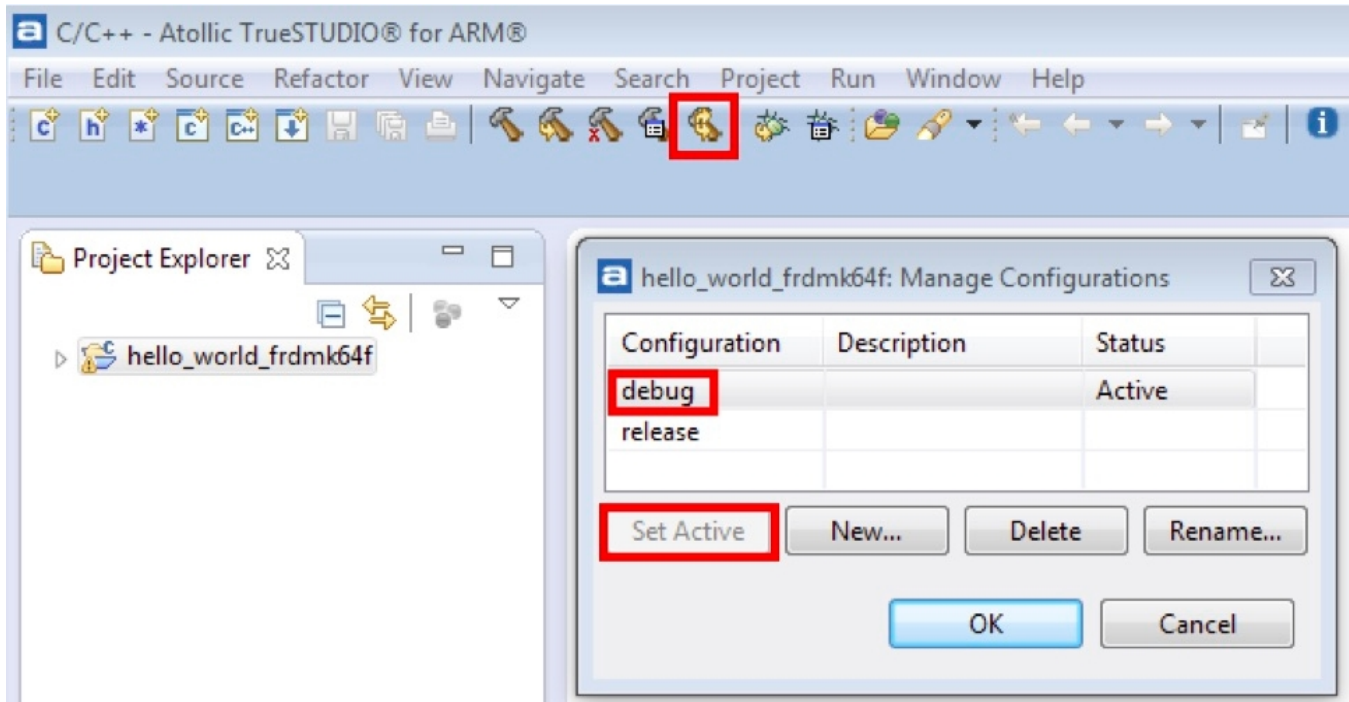 C/C++ - Atollic TrueSTUDIO® for ARM®
File Edit Source Refactor View Navigate Search Project Run Window Help
Project Explorer
hello_world_frdmk64f
hello_world_frdmk64f: Manage Configurations
Configuration Description Status
debug Active
release
Set Active New... Delete Rename...
OK Cancel